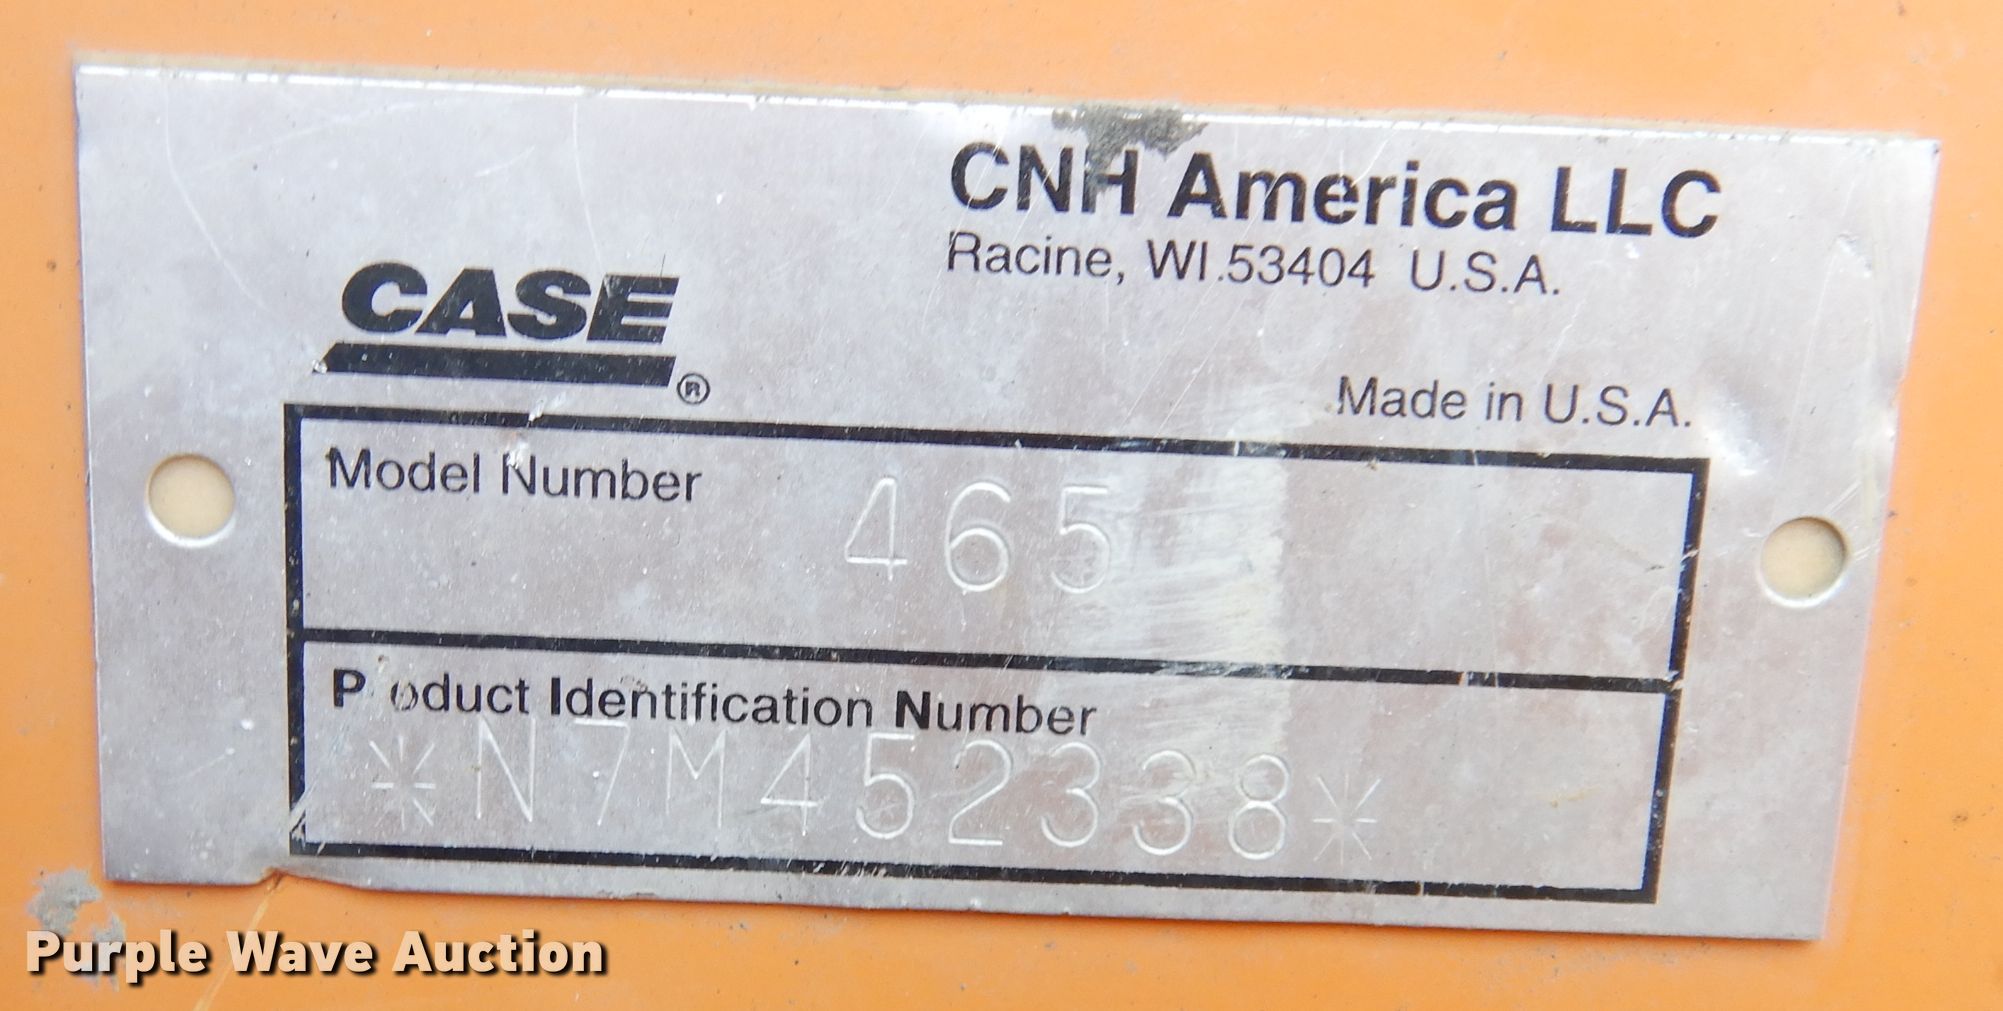 CNH America LLC
Racine, WI.53404 U.S.A.
CASE
®
Made in U.S.A.
Model Number 465
Product Identification Number
*N7M452338*
Purple Wave Auction